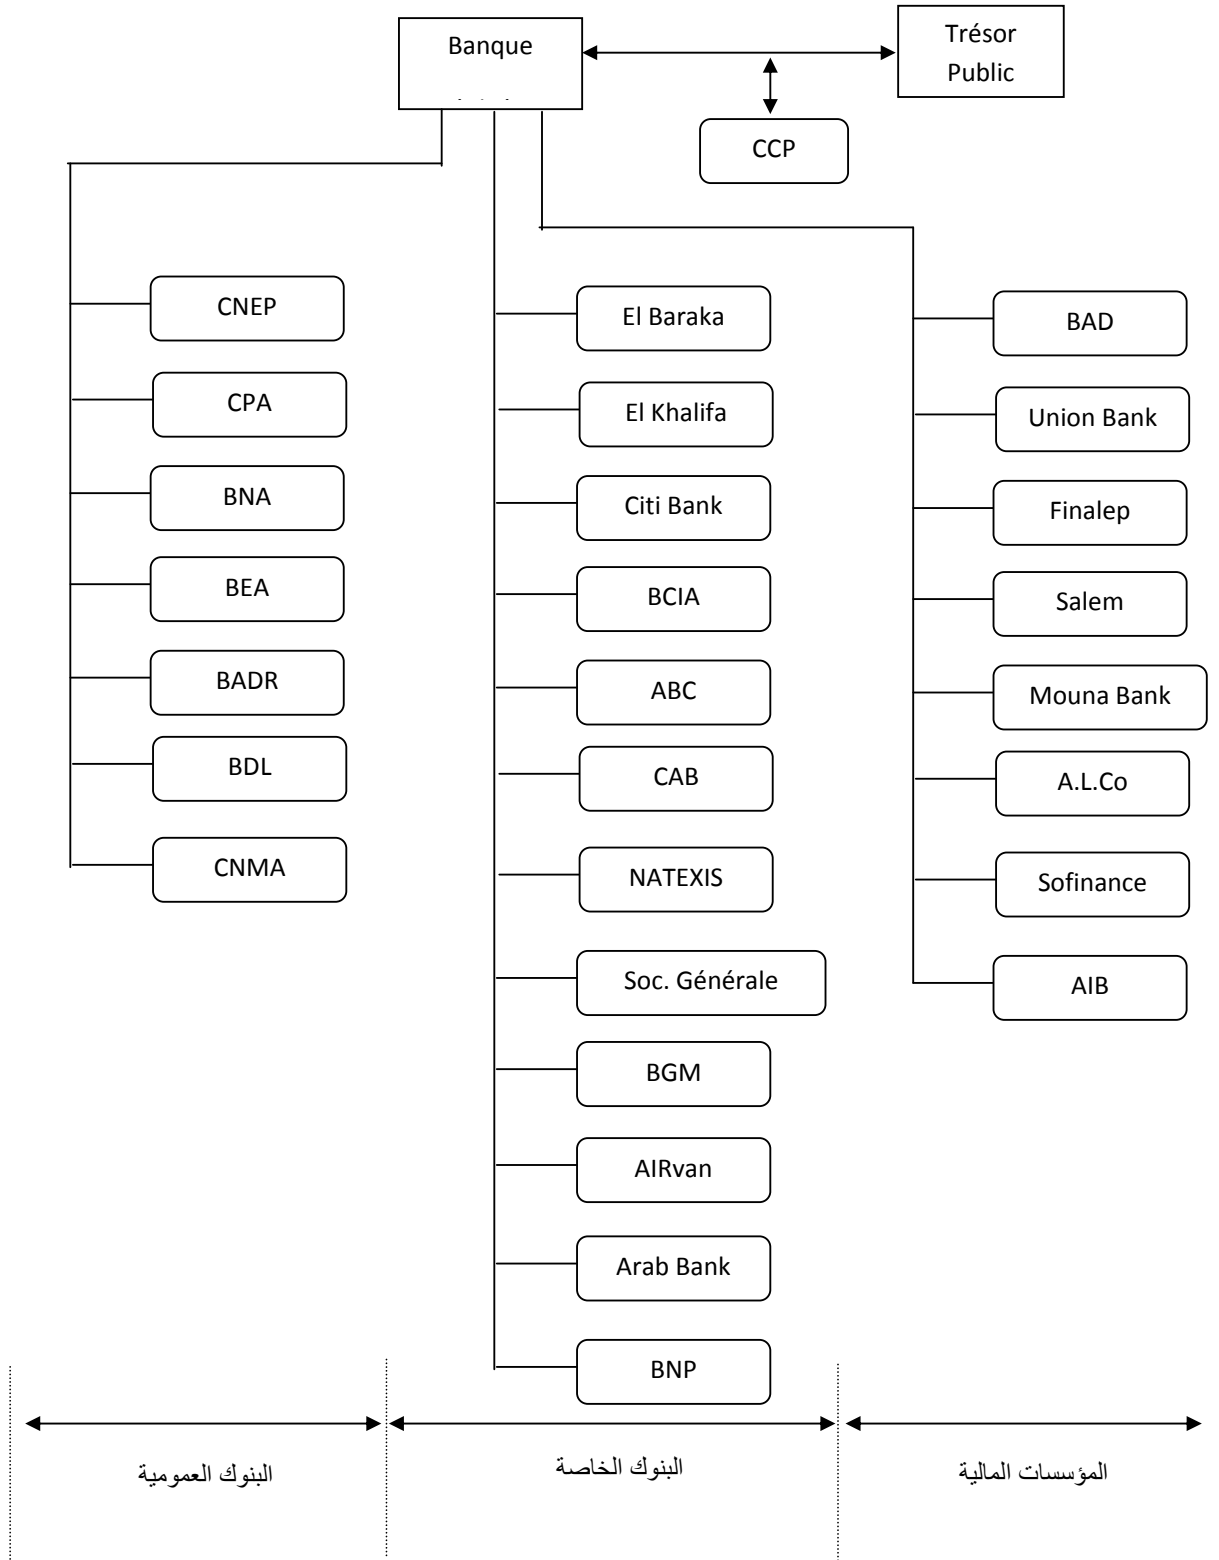 Banque
Trésor
Public
CCP
CNEP
CPA
BNA
BEA
BADR
BDL
CNMA
El Baraka
El Khalifa
Citi Bank
BCIA
ABC
CAB
NATEXIS
Soc. Générale
BGM
AIRvan
Arab Bank
BNP
BAD
Union Bank
Finalep
Salem
Mouna Bank
A.L.Co
Sofinance
AIB
البنوك العمومية
البنوك الخاصة
المؤسسات المالية